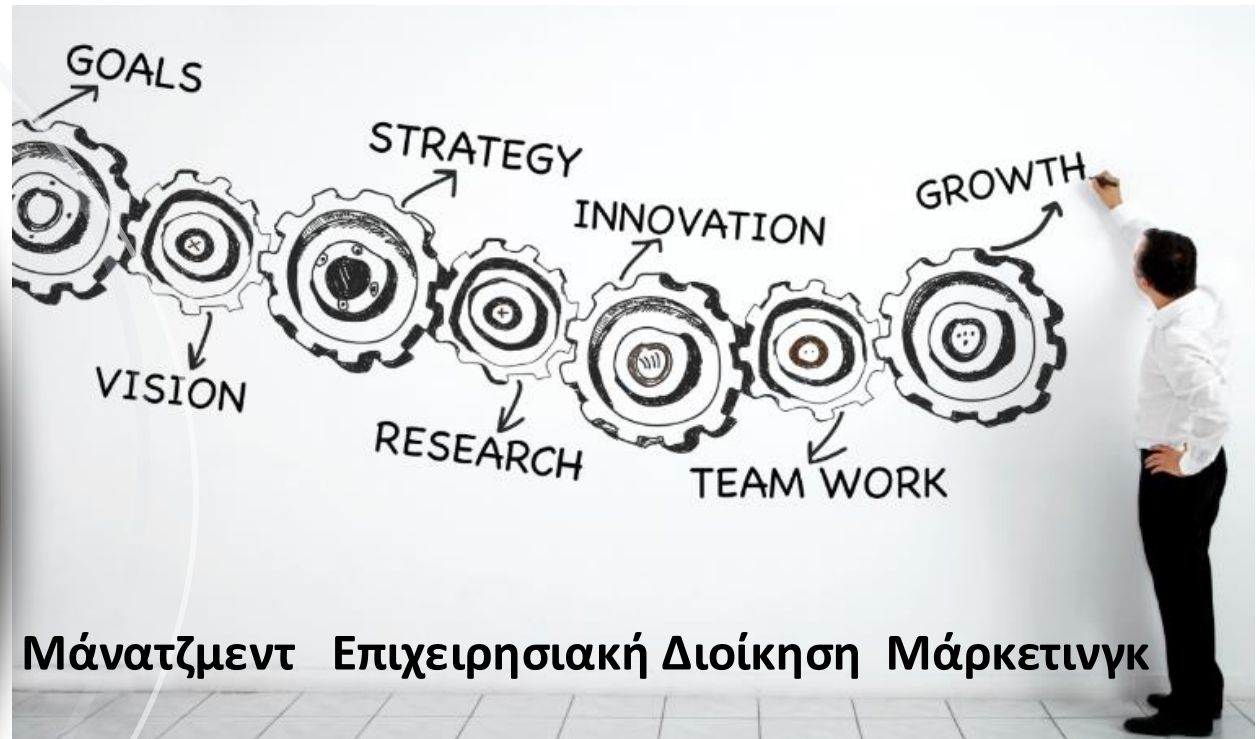 GOALS
STRATEGY
INNOVATION
GROWTH
VISION
RESEARCH
TEAM WORK
Μάνατζμεντ Επιχειρησιακή Διοίκηση Μάρκετινγκ